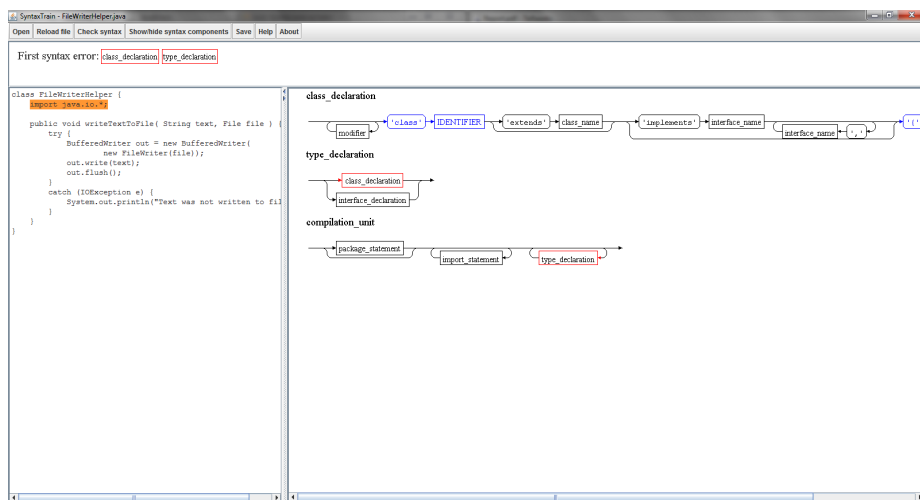 SyntaxTrain - FileWriterHelper.java
Open Reload file Check syntax Show/hide syntax components Save Help About
First syntax error: class_declaration type_declaration
class FileWriterHelper {
import java.io.*;
public void writeTextToFile( String text, File file ) {
try {
BufferedWriter out = new BufferedWriter(
new FileWriter(file));
out.write(text);
out.flush();
}
catch (IOException e) {
System.out.println("Text was not written to fil
}
}
}
class_declaration
modifier 'class' IDENTIFIER 'extends' class_name 'implements' interface_name interface_name ',' '{'
type_declaration
class_declaration
interface_declaration
compilation_unit
package_statement import_statement type_declaration